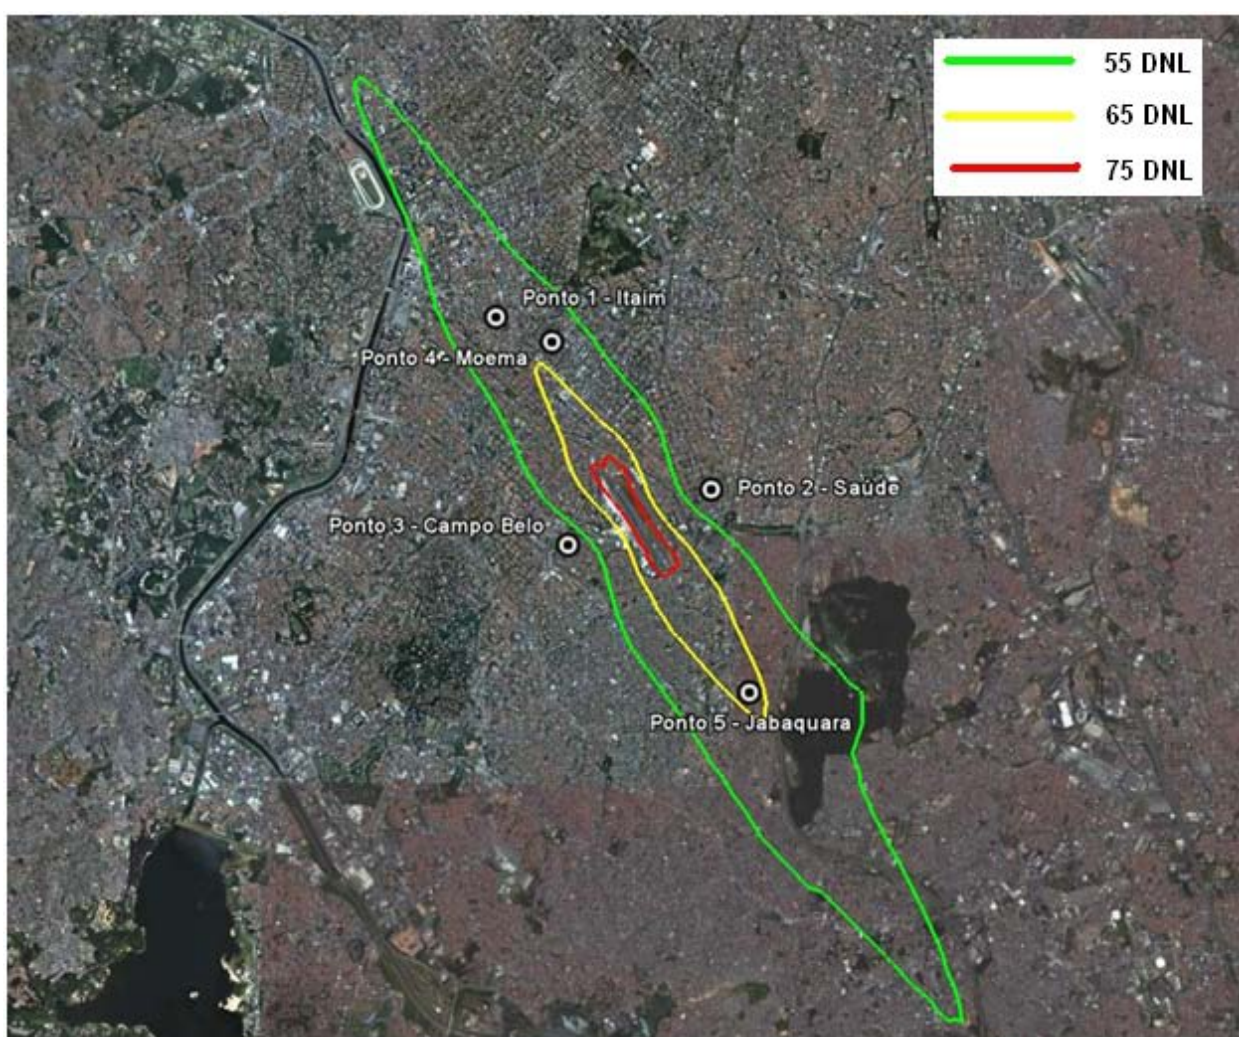 55 DNL
65 DNL
75 DNL
Ponto 1 - Itaim
Ponto 4 - Moema
Ponto 2 - Saúde
Ponto 3 - Campo Belo
Ponto 5 - Jabaquara